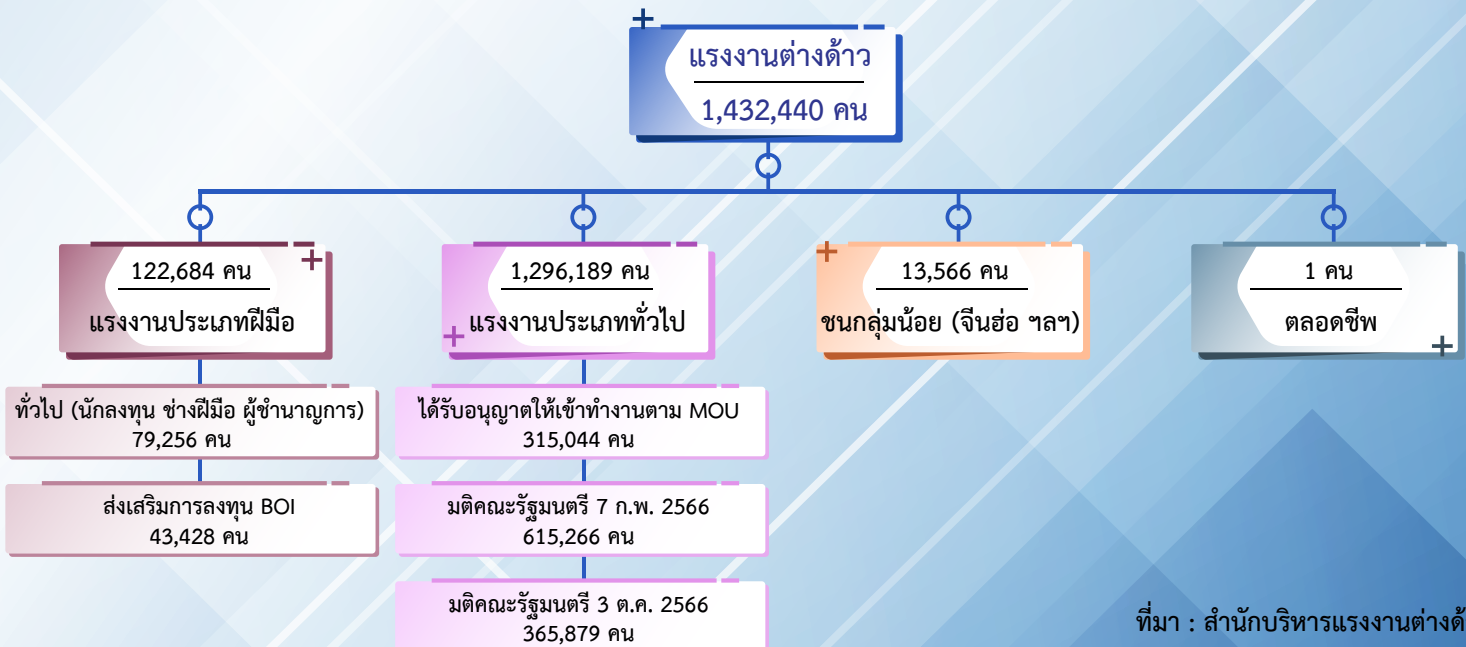 แรงงานต่างด้าว
1,432,440 คน
122,684 คน
แรงงานประเภทฝีมือ
1,296,189 คน
แรงงานประเภททั่วไป
13,566 คน
ชนกลุ่มน้อย (จีนฮ่อ ฯลฯ)
1 คน
ตลอดชีพ
ทั่วไป (นักลงทุน ช่างฝีมือ ผู้ชำนาญการ)
79,256 คน
ส่งเสริมการลงทุน BOI
43,428 คน
ได้รับอนุญาตให้เข้าทำงานตาม MOU
315,044 คน
มติคณะรัฐมนตรี 7 ก.พ. 2566
615,266 คน
มติคณะรัฐมนตรี 3 ต.ค. 2566
365,879 คน
ที่มา : สำนักบริหารแรงงานต่างด้